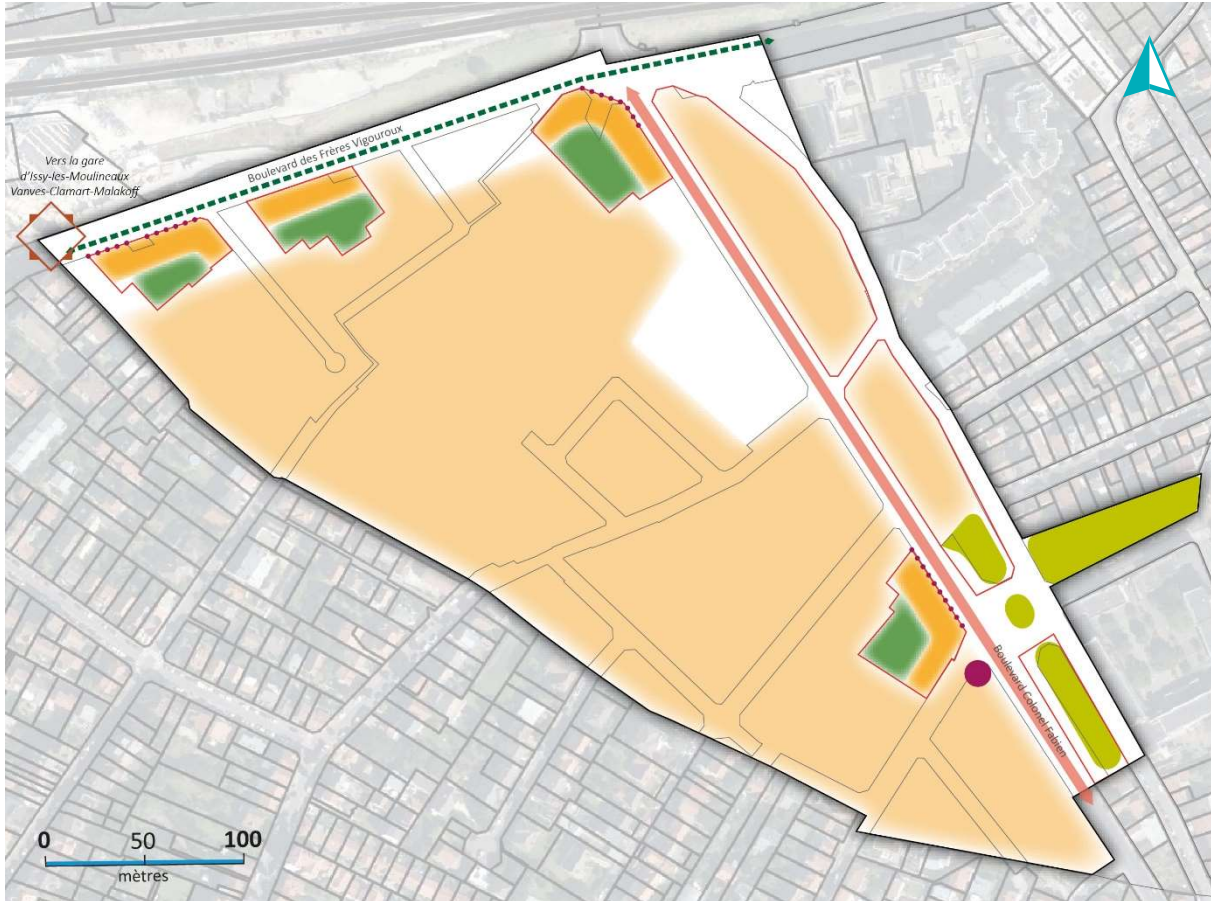 Boulevard des Frères Vigouroux
Vers la gare
d'Issy-les-Moulineaux
Vanves-Clamart-Malakoff
Boulevard Colonel Fabien
0 50 100
mètres